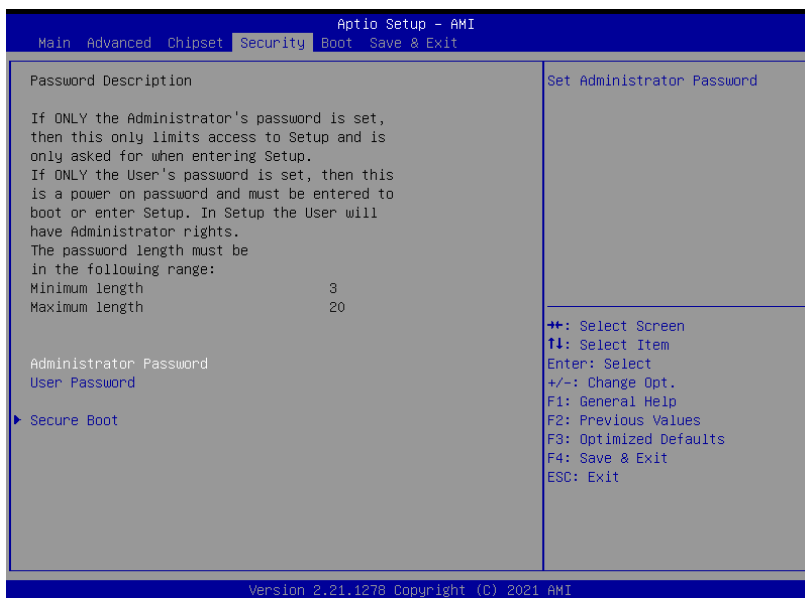 Aptio Setup – AMI
Main Advanced Chipset Security Boot Save & Exit
Password Description
If ONLY the Administrator's password is set,
then this only limits access to Setup and is
only asked for when entering Setup.
If ONLY the User's password is set, then this
is a power on password and must be entered to
boot or enter Setup. In Setup the User will
have Administrator rights.
The password length must be
in the following range:
Minimum length 3
Maximum length 20
Administrator Password
User Password
Secure Boot
Set Administrator Password
→←: Select Screen
↑↓: Select Item
Enter: Select
+/-: Change Opt.
F1: General Help
F2: Previous Values
F3: Optimized Defaults
F4: Save & Exit
ESC: Exit
Version 2.21.1278 Copyright (C) 2021 AMI